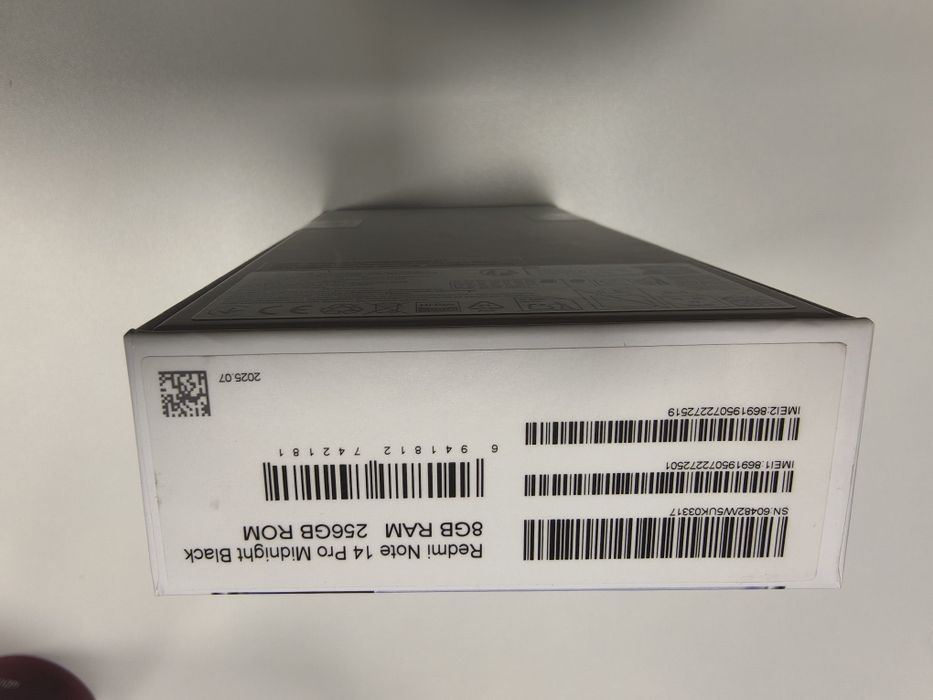 Redmi Note 14 Pro Midnight Black
8GB RAM 256GB ROM
6 941812 742181
2025.07
SN:60482/W5UK03317
IMEI1:869195072272501
IMEI2:869195072272519